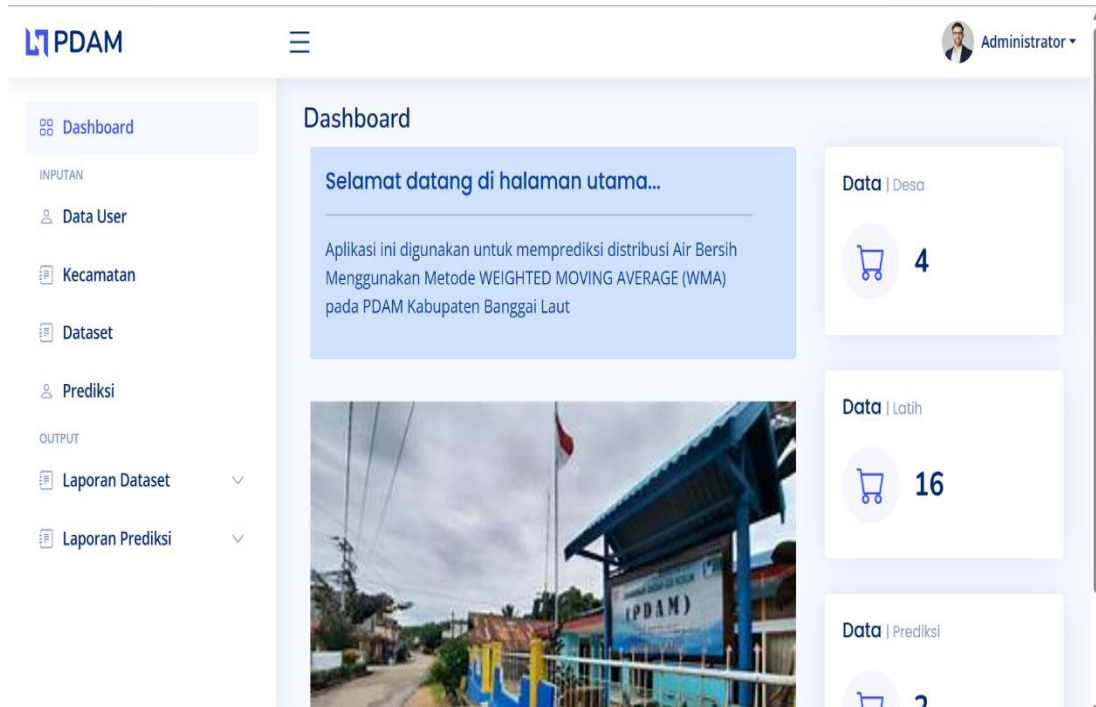 PDAM
Administrator
Dashboard
INPUTAN
Data User
Kecamatan
Dataset
Prediksi
OUTPUT
Laporan Dataset
Laporan Prediksi
Dashboard
Selamat datang di halaman utama...
Aplikasi ini digunakan untuk memprediksi distribusi Air Bersih
Menggunakan Metode WEIGHTED MOVING AVERAGE (WMA)
pada PDAM Kabupaten Banggai Laut
(PDAM)
Data | Desa
4
Data | Latih
16
Data | Prediksi